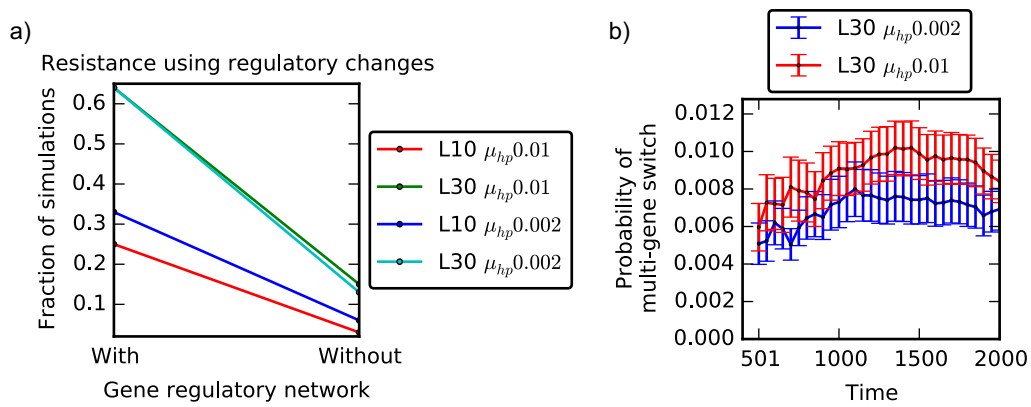 a)
Resistance using regulatory changes
Fraction of simulations
0.6
0.5
0.4
0.3
0.2
0.1
With
Without
Gene regulatory network
L10 μhp0.01
L30 μhp0.01
L10 μhp0.002
L30 μhp0.002
b)
L30 μhp0.002
L30 μhp0.01
Probability of
multi-gene switch
0.012
0.010
0.008
0.006
0.004
0.002
0.000
501
1000
1500
2000
Time